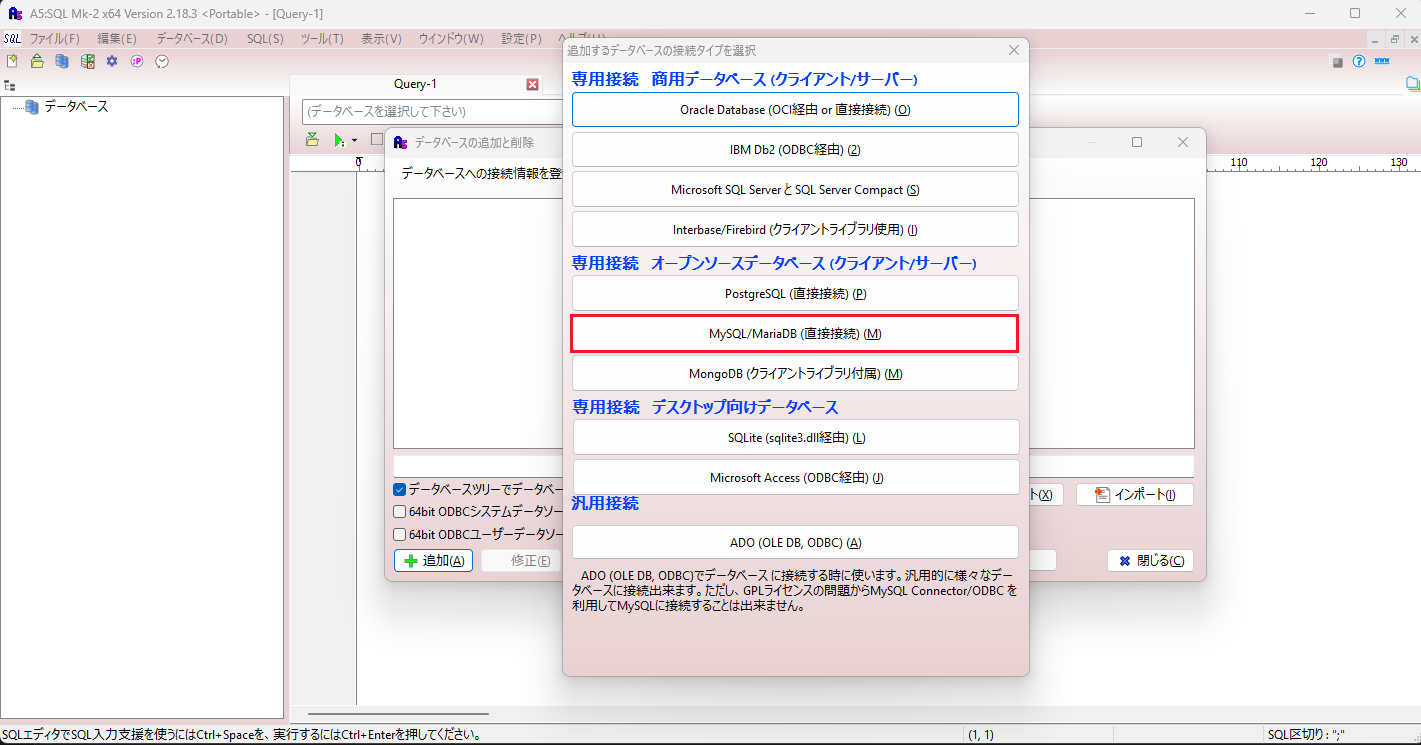 A5:SQL Mk-2 x64 Version 2.18.3 <Portable> - [Query-1]
SQL ファイル(F) 編集(E) データベース(D) SQL(S) ツール(T) 表示(V) ウインドウ(W) 設定(P) ヘルプ(H)
Query-1
データベース
(データベースを選択して下さい)
110 120 130
データベースの追加と削除
データベースへの接続情報を登
データベースツリーでデータベー
64bit ODBCシステムデータソー
64bit ODBCユーザーデータソー
追加(A) 修正(E)
ト(X) インポート(I)
閉じる(C)
追加するデータベースの接続タイプを選択
専用接続 商用データベース (クライアント/サーバー)
Oracle Database (OCI経由 or 直接接続) (O)
IBM Db2 (ODBC経由) (2)
Microsoft SQL Server と SQL Server Compact (S)
Interbase/Firebird (クライアントライブラリ使用) (I)
専用接続 オープンソースデータベース (クライアント/サーバー)
PostgreSQL (直接接続) (P)
MySQL/MariaDB (直接接続) (M)
MongoDB (クライアントライブラリ付属) (M)
専用接続 デスクトップ向けデータベース
SQLite (sqlite3.dll経由) (L)
Microsoft Access (ODBC経由) (J)
汎用接続
ADO (OLE DB, ODBC) (A)
ADO (OLE DB, ODBC)でデータベース に接続する時に使います。汎用的に様々なデー
タベースに接続出来ます。ただし、GPLライセンスの問題からMySQL Connector/ODBC を
利用してMySQLに接続することは出来ません。
SQLエディタでSQL入力支援を使うにはCtrl+Spaceを、実行するにはCtrl+Enterを押してください。
(1, 1)
SQL区切り: ";"